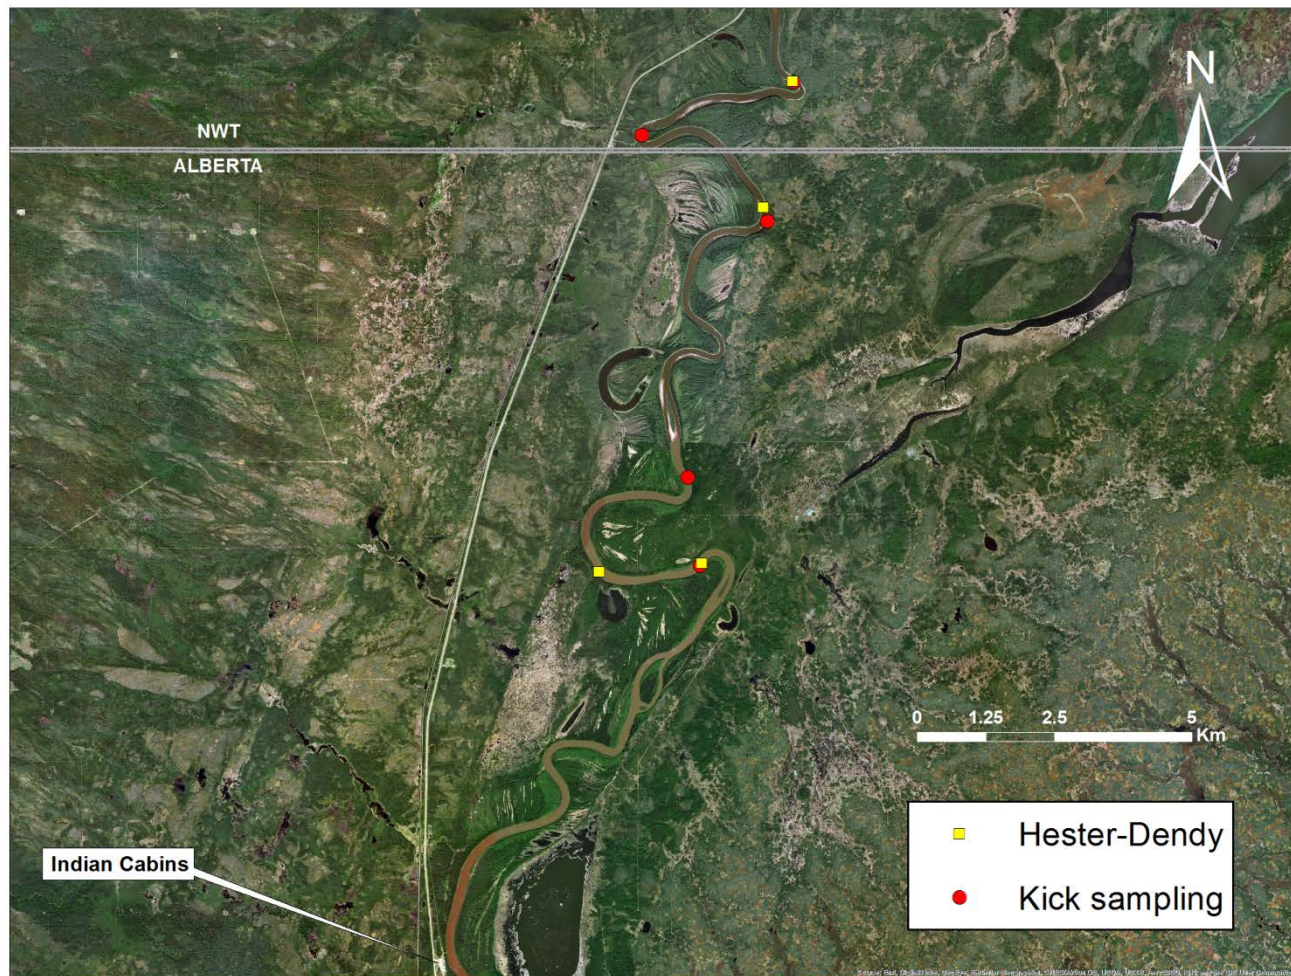 N
NWT
ALBERTA
0 1.25 2.5 5
Km
Hester-Dendy
Indian Cabins
Kick sampling